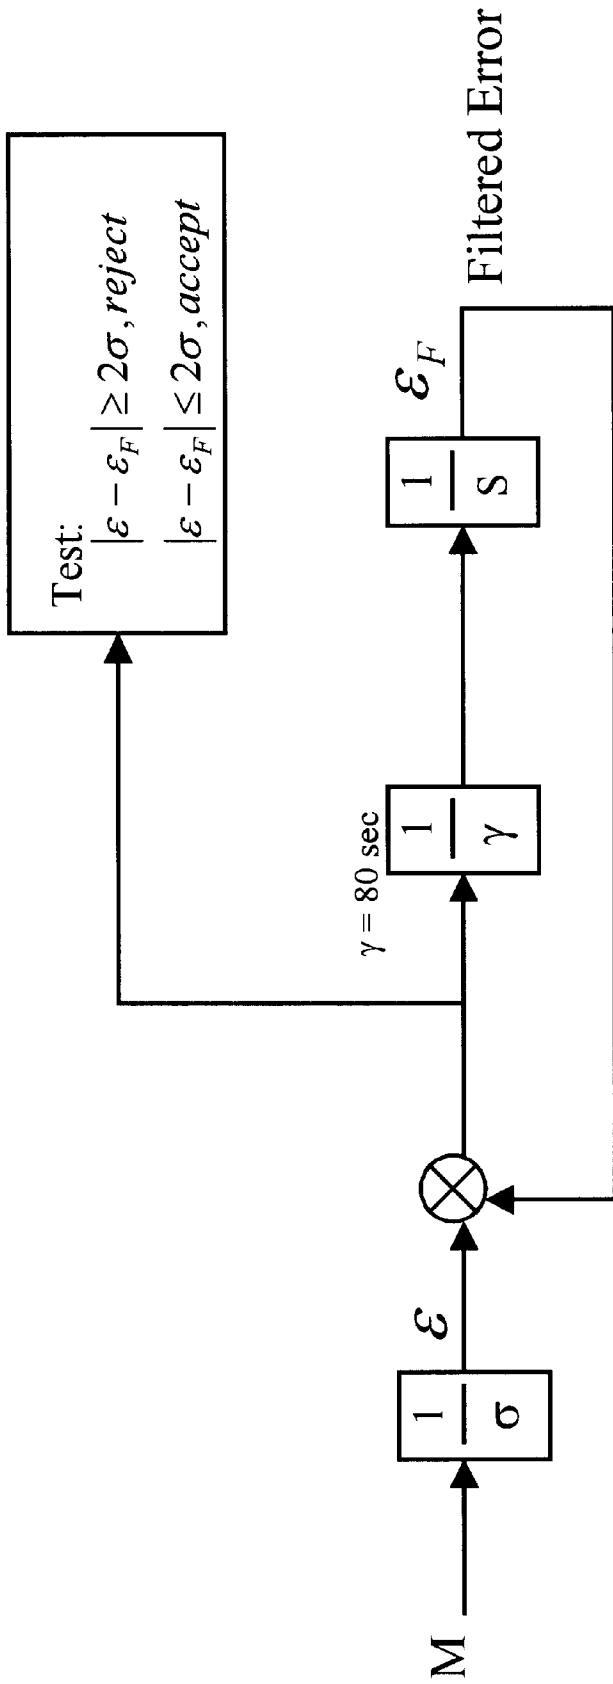 Test:
|ε − ε_F| ≥ 2σ, reject
|ε − ε_F| ≤ 2σ, accept
M
1
σ
ε
γ = 80 sec
1
γ
1
S
ε_F
Filtered Error